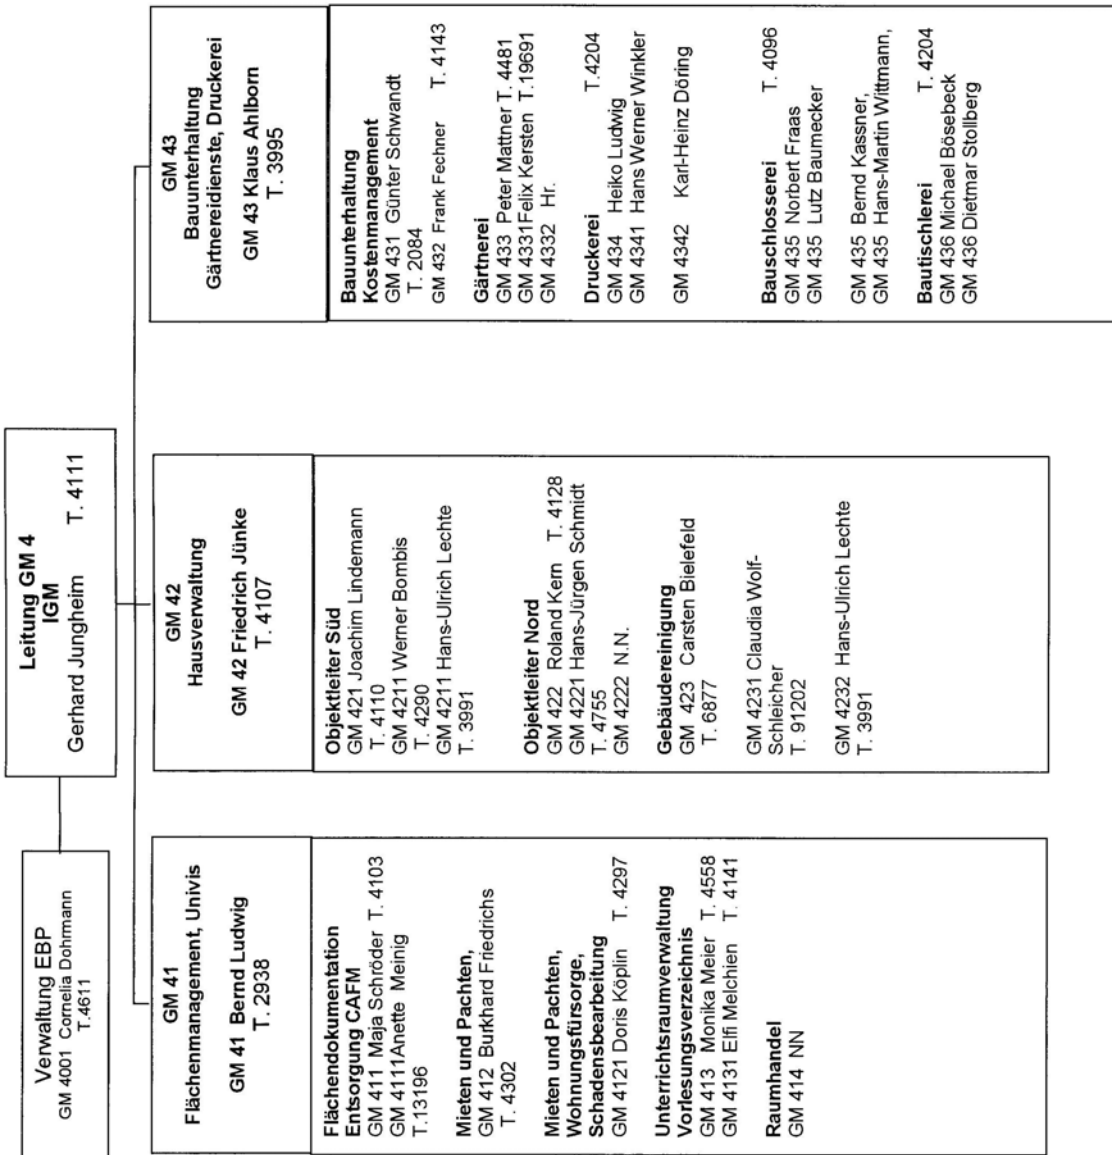 Verwaltung EBP
GM 4001 Cornelia Dohrmann
T.4611
Leitung GM 4
IGM
Gerhard Jungheim T. 4111
GM 41
Flächenmanagement, Univis
GM 41 Bernd Ludwig
T. 2938
Flächendokumentation
Entsorgung CAFM
GM 411 Maja Schröder T. 4103
GM 4111Anette Meinig
T.13196
Mieten und Pachten,
GM 412 Burkhard Friedrichs
T. 4302
Mieten und Pachten,
Wohnungsfürsorge,
Schadensbearbeitung
GM 4121 Doris Köplin T. 4297
Unterrichtsraumverwaltung
Vorlesungsverzeichnis
GM 413 Monika Meier T. 4558
GM 4131 Elfi Melchien T. 4141
Raumhandel
GM 414 NN
GM 42
Hausverwaltung
GM 42 Friedrich Jünke
T. 4107
Objektleiter Süd
GM 421 Joachim Lindemann
T. 4110
GM 4211 Werner Bombis
T. 4290
GM 4211 Hans-Ulrich Lechte
T. 3991
Objektleiter Nord
GM 422 Roland Kern T. 4128
GM 4221 Hans-Jürgen Schmidt
T. 4755
GM 4222 N.N.
Gebäudereinigung
GM 423 Carsten Bielefeld
T. 6877
GM 4231 Claudia Wolf-
Schleicher
T. 91202
GM 4232 Hans-Ulrich Lechte
T. 3991
GM 43
Bauunterhaltung
Gärtnereidienste, Druckerei
GM 43 Klaus Ahlborn
T. 3995
Bauunterhaltung
Kostenmanagement
GM 431 Günter Schwandt
T. 2084
GM 432 Frank Fechner T. 4143
Gärtnerei
GM 433 Peter Mattner T. 4481
GM 4331Felix Kersten T.19691
GM 4332 Hr.
Druckerei T.4204
GM 434 Heiko Ludwig
GM 4341 Hans Werner Winkler
GM 4342 Karl-Heinz Döring
Bauschlosserei T. 4096
GM 435 Norbert Fraas
GM 435 Lutz Baumecker
GM 435 Bernd Kassner,
GM 435 Hans-Martin Wittmann,
Bautischlerei T. 4204
GM 436 Michael Bösebeck
GM 436 Dietmar Stollberg